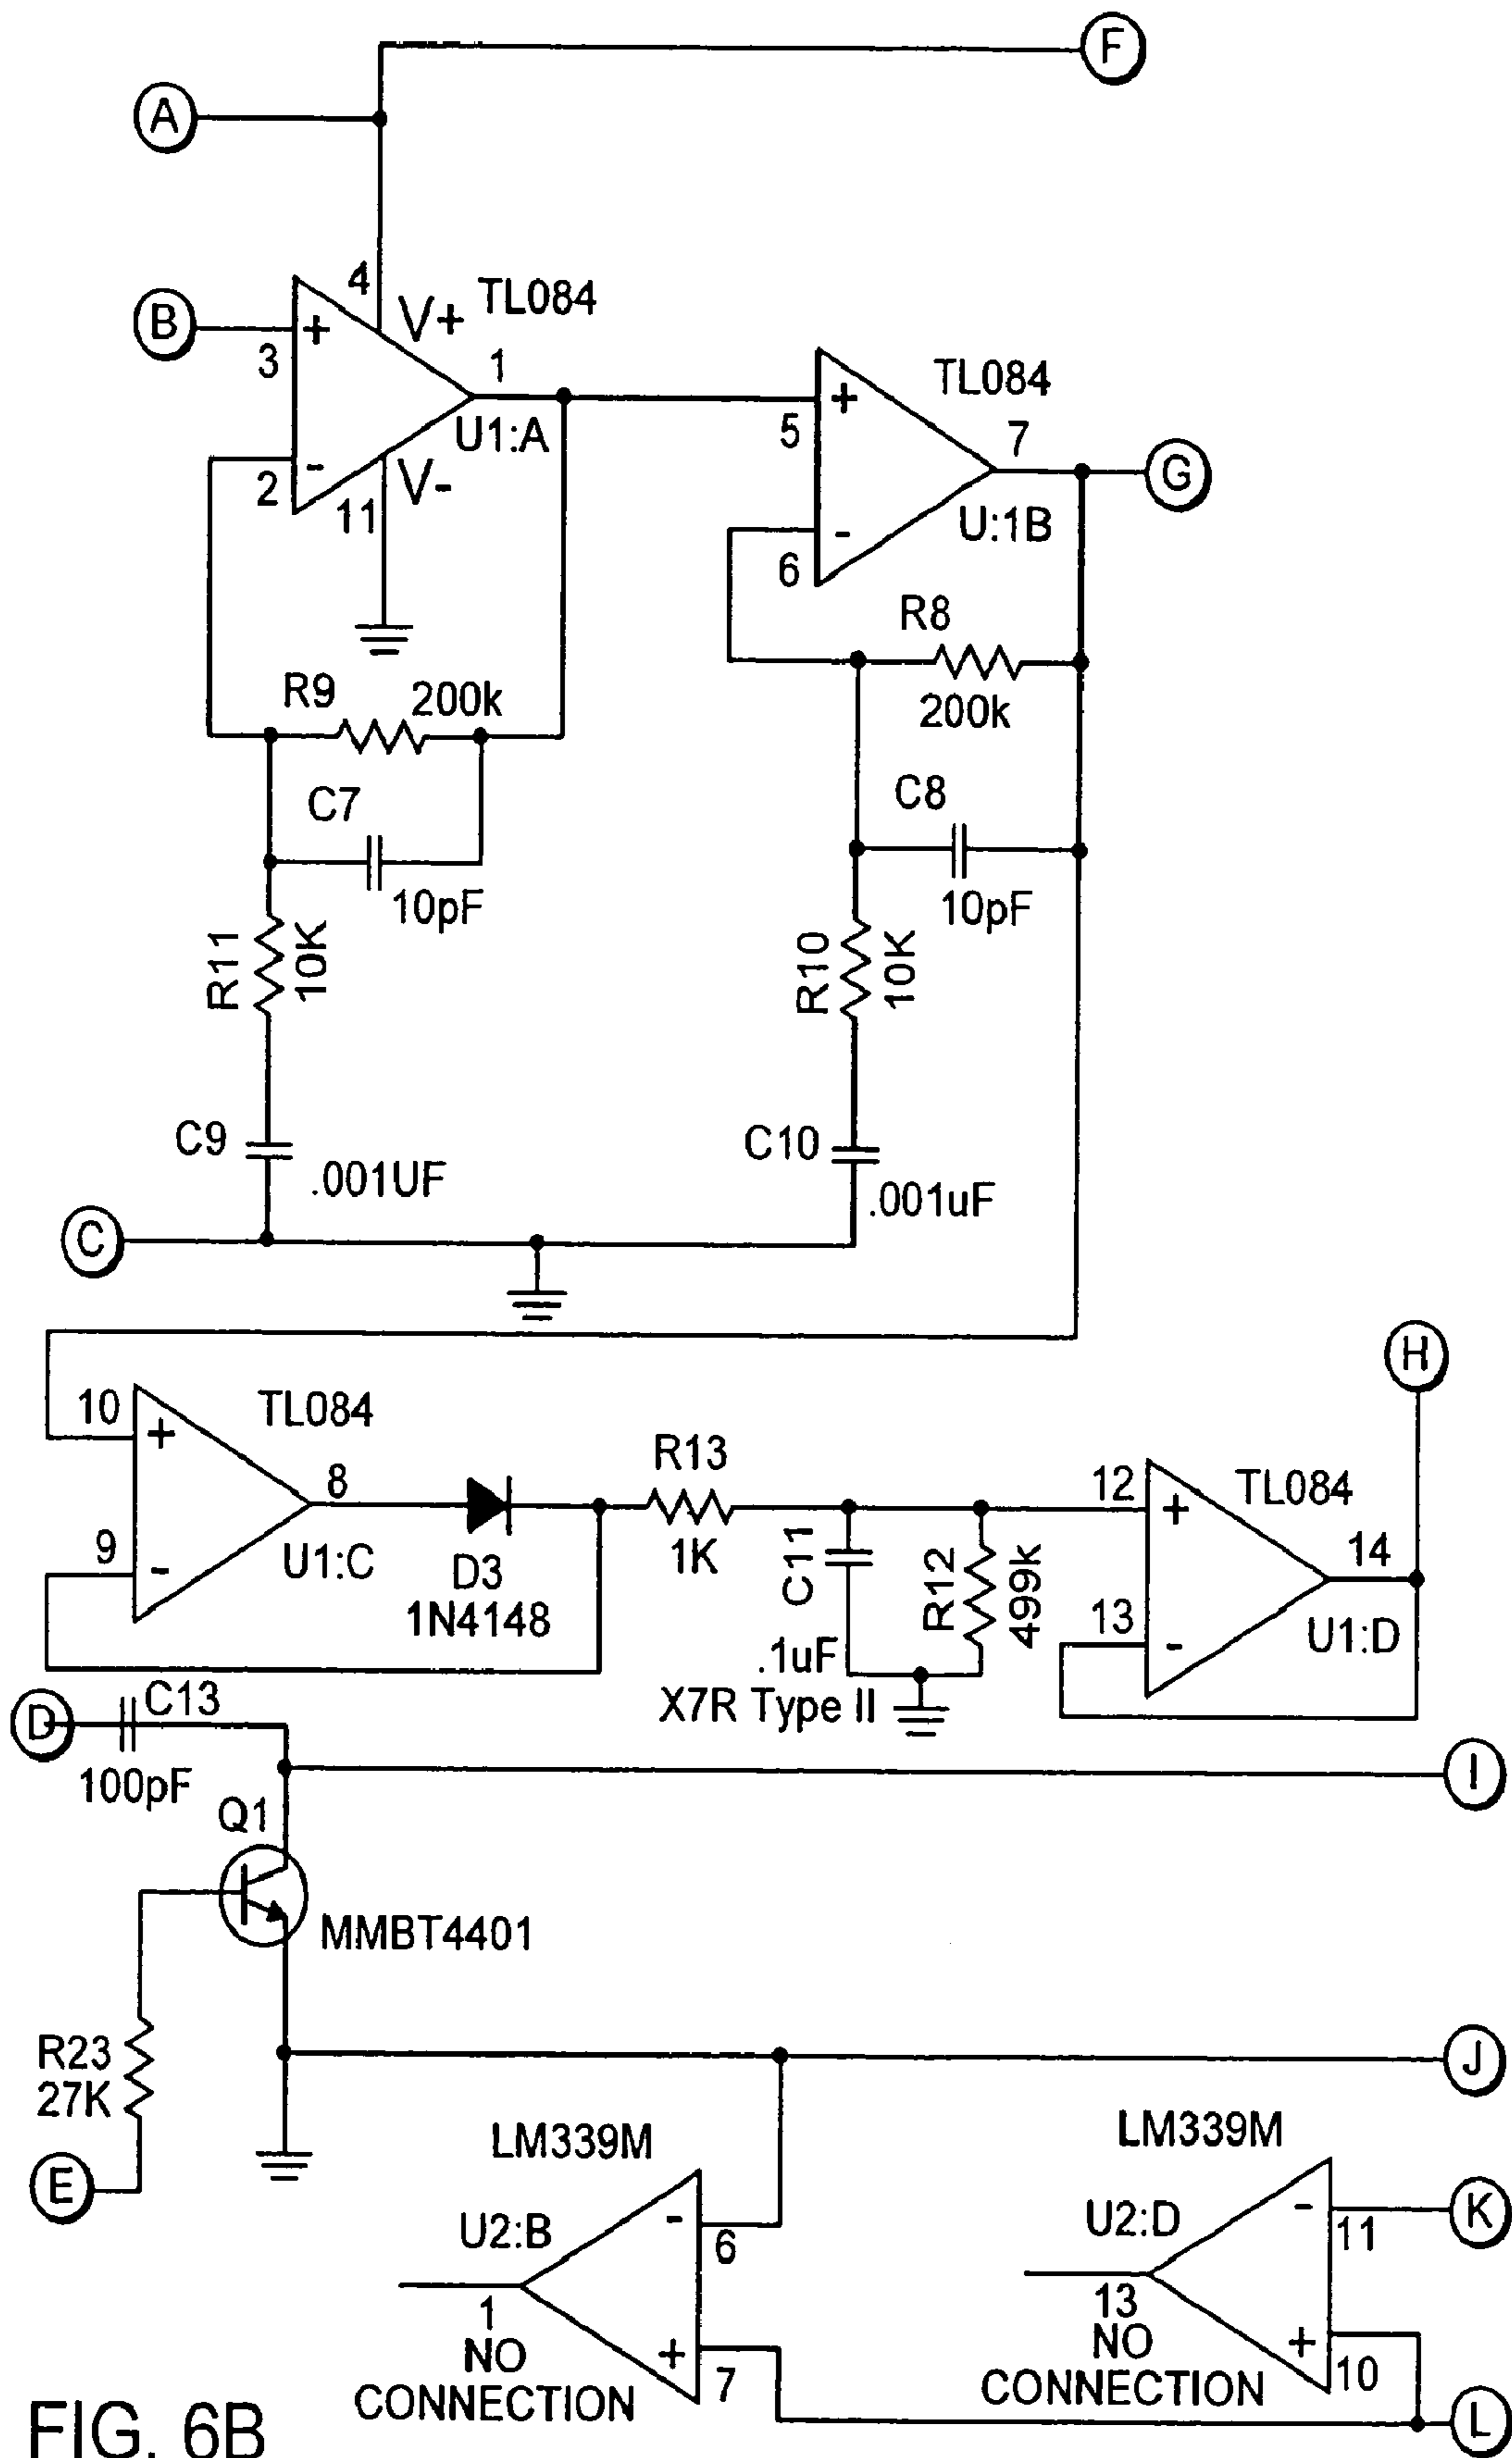 F
A
4
V+
TL084
B
+
3
1
U1:A
-
2
V-
11
TL084
+
5
7
G
U:1B
-
6
R8
200k
R9
200k
C7
10pF
C8
10pF
R11
10K
R10
10K
C9
.001UF
C10
.001uF
C
H
10
+
TL084
8
9
-
U1:C
D3
1N4148
R13
1K
C11
.1uF
X7R Type II
R12
499k
12
+
TL084
14
13
-
U1:D
D
C13
100pF
I
Q1
MMBT4401
R23
27K
J
E
LM339M
U2:B
-
6
1
NO
CONNECTION
+
7
LM339M
U2:D
-
11
K
13
NO
CONNECTION
+
10
L
FIG. 6B